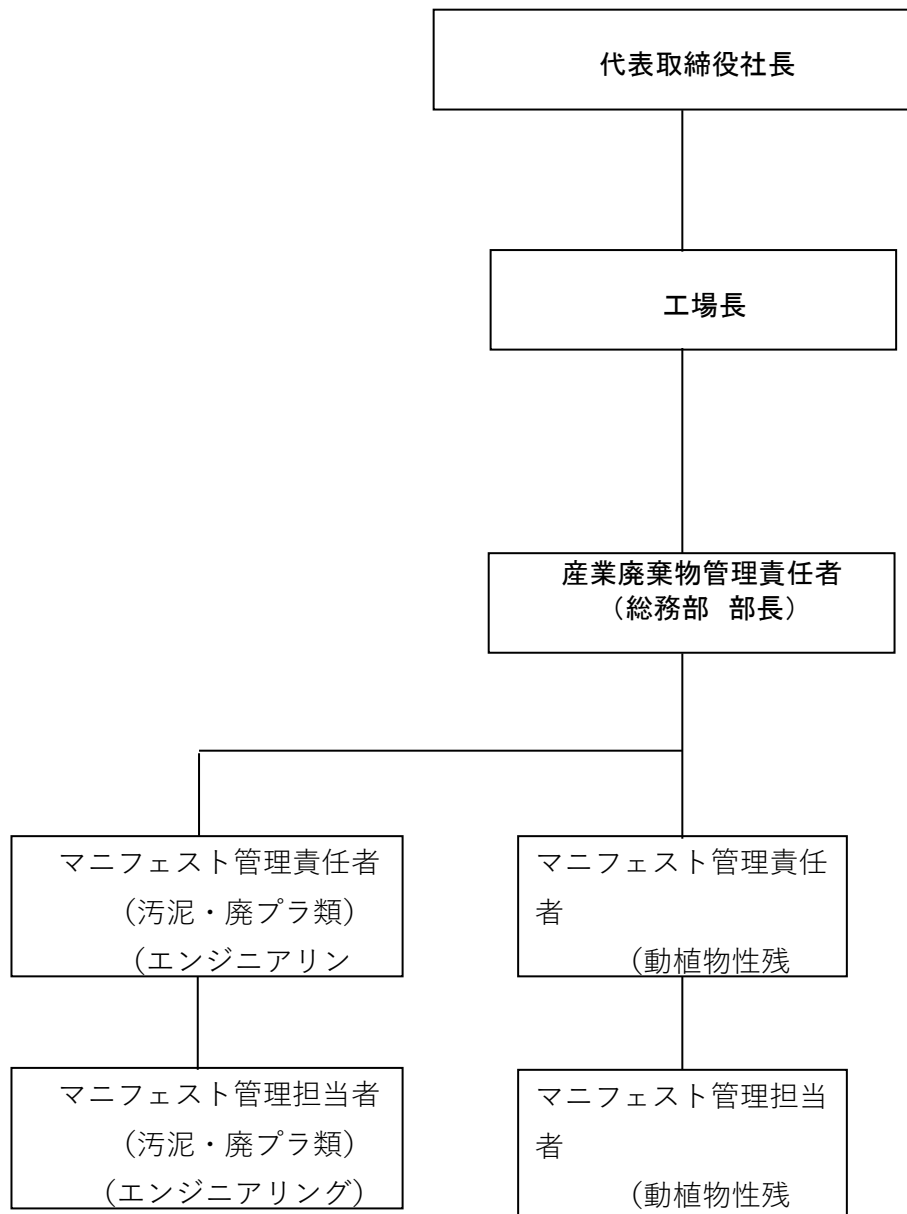 代表取締役社長
工場長
産業廃棄物管理責任者
（総務部 部長）
マニフェスト管理責任者
（汚泥・廃プラ類）
（エンジニアリン
マニフェスト管理責任
者
（動植物性残
マニフェスト管理担当者
（汚泥・廃プラ類）
（エンジニアリング）
マニフェスト管理担当
者
（動植物性残